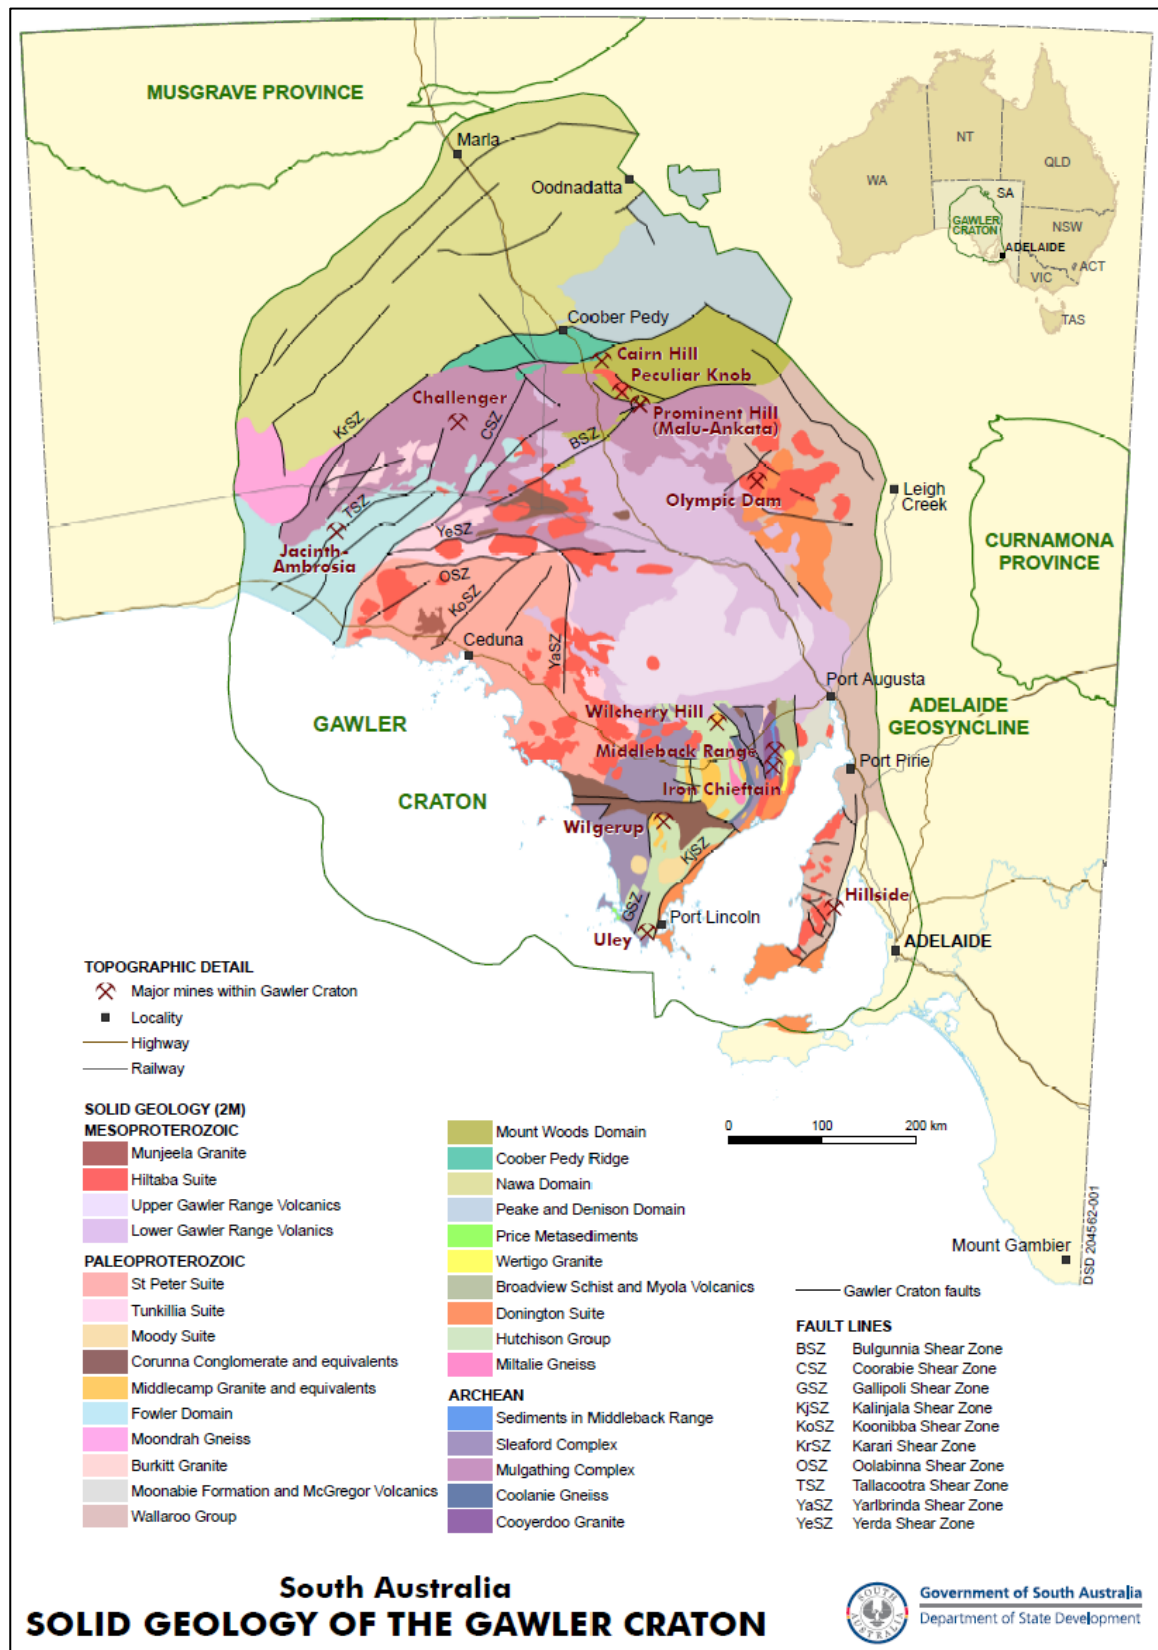 MUSGRAVE PROVINCE
Marla
Oodnadatta
NT
QLD
WA
SA
GAWLER
CRATON
NSW
ADELAIDE
ACT
VIC
TAS
Coober Pedy
Cairn Hill
Peculiar Knob
Challenger
KrSZ
CSZ
BSZ
Prominent Hill
(Malu-Ankata)
Olympic Dam
Leigh
Creek
TSZ
CURNAMONA
PROVINCE
YeSZ
Jacinth-
Ambrosia
OSZ
KoSZ
Ceduna
YaSZ
Port Augusta
ADELAIDE
GEOSYNCLINE
GAWLER
Wilcherry Hill
Middleback Range
Port Pirie
Iron Chieftain
CRATON
Wilgerup
KjSZ
Hillside
GSZ
Port Lincoln
Uley
ADELAIDE
TOPOGRAPHIC DETAIL
Major mines within Gawler Craton
Locality
Highway
Railway
SOLID GEOLOGY (2M)
MESOPROTEROZOIC
Munjeela Granite
Hiltaba Suite
Upper Gawler Range Volcanics
Lower Gawler Range Volanics
PALEOPROTEROZOIC
St Peter Suite
Tunkillia Suite
Moody Suite
Corunna Conglomerate and equivalents
Middlecamp Granite and equivalents
Fowler Domain
Moondrah Gneiss
Burkitt Granite
Moonabie Formation and McGregor Volcanics
Wallaroo Group
Mount Woods Domain
Coober Pedy Ridge
Nawa Domain
Peake and Denison Domain
Price Metasediments
Wertigo Granite
Broadview Schist and Myola Volcanics
Donington Suite
Hutchison Group
Miltalie Gneiss
ARCHEAN
Sediments in Middleback Range
Sleaford Complex
Mulgathing Complex
Coolanie Gneiss
Cooyerdoo Granite
0 100 200 km
Mount Gambier
DSD 204562-001
Gawler Craton faults
FAULT LINES
BSZ Bulgunnia Shear Zone
CSZ Coorabie Shear Zone
GSZ Gallipoli Shear Zone
KjSZ Kalinjala Shear Zone
KoSZ Koonibba Shear Zone
KrSZ Karari Shear Zone
OSZ Oolabinna Shear Zone
TSZ Tallacootra Shear Zone
YaSZ Yarlbrinda Shear Zone
YeSZ Yerda Shear Zone
South Australia
SOLID GEOLOGY OF THE GAWLER CRATON
SOUTH AUSTRALIA
Government of South Australia
Department of State Development